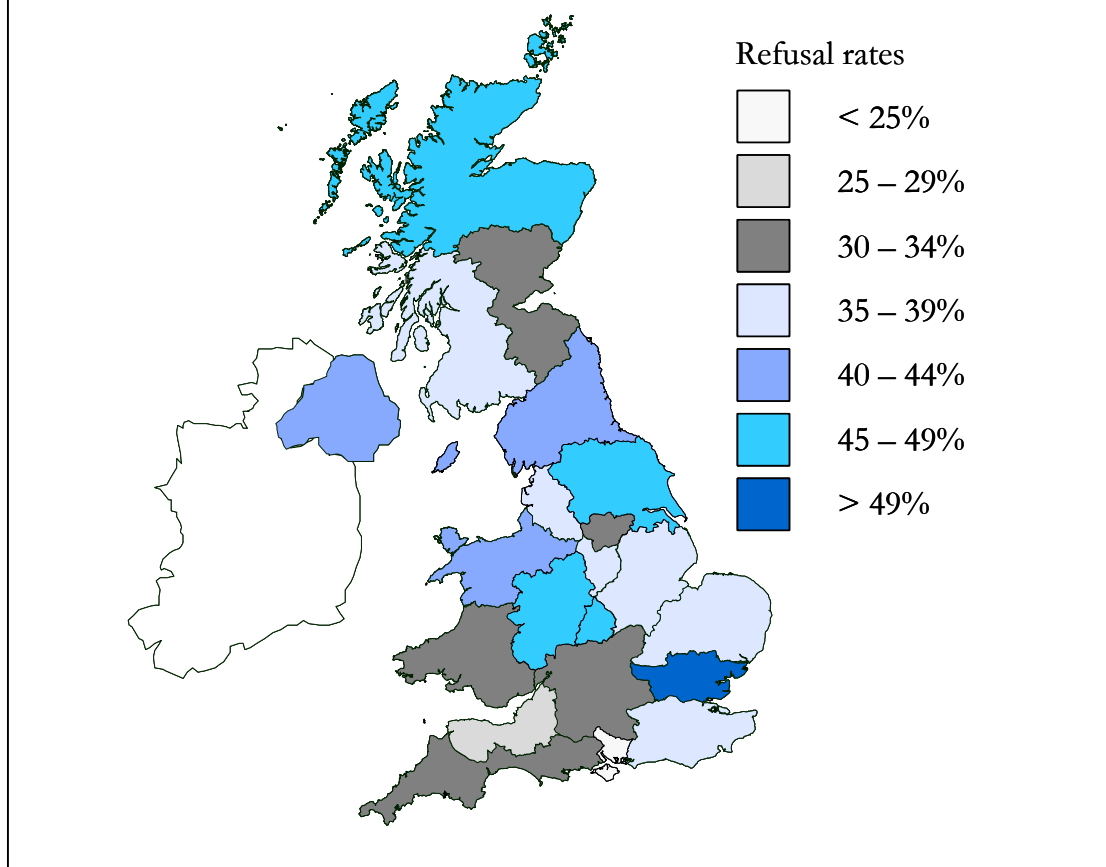 Refusal rates
< 25%
25 – 29%
30 – 34%
35 – 39%
40 – 44%
45 – 49%
> 49%